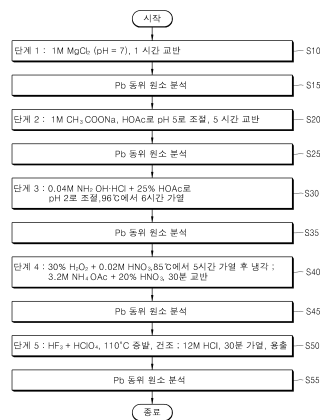 시작
단계 1 : 1M MgCl₂ (pH = 7), 1 시간 교반
S10
Pb 동위 원소 분석
S15
단계 2 : 1M CH₃ COONa, HOAc로 pH 5로 조절, 5 시간 교반
S20
Pb 동위 원소 분석
S25
단계 3 : 0.04M NH₂ OH·HCl + 25% HOAc로
pH 2로 조절,96℃에서 6시간 가열
S30
Pb 동위 원소 분석
S35
단계 4 : 30% H₂O₂ + 0.02M HNO₃,85℃에서 5시간 가열 후 냉각 ;
3.2M NH₄ OAc + 20% HNO₃, 30분 교반
S40
Pb 동위 원소 분석
S45
단계 5 : HF₃ + HClO₄, 110℃ 증발, 건조 ; 12M HCl, 30분 가열, 용출
S50
Pb 동위 원소 분석
S55
종료